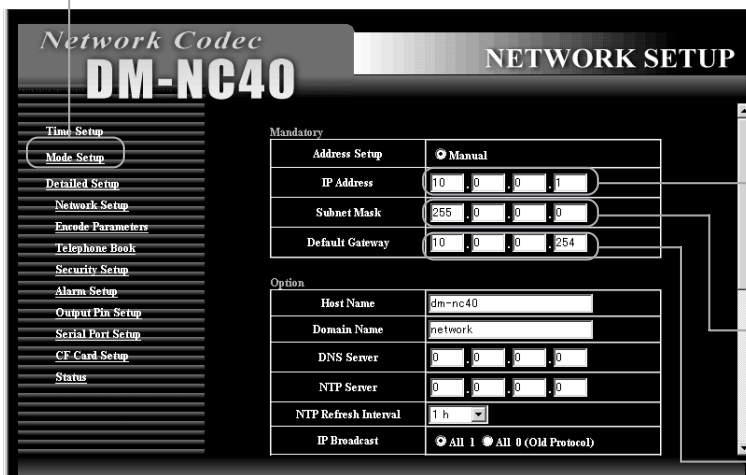 Network Codec
DM-NC40
NETWORK SETUP
Time Setup
Mode Setup
Detailed Setup
Network Setup
Encode Parameters
Telephone Book
Security Setup
Alarm Setup
Output Pin Setup
Serial Port Setup
CF Card Setup
Status
Mandatory
Address Setup Manual
IP Address 10 . 0 . 0 . 1
Subnet Mask 255 . 0 . 0 . 0
Default Gateway 10 . 0 . 0 . 254
Option
Host Name dm-nc40
Domain Name network
DNS Server 0 . 0 . 0 . 0
NTP Server 0 . 0 . 0 . 0
NTP Refresh Interval 1 h
IP Broadcast All 1 All 0 (Old Protocol)